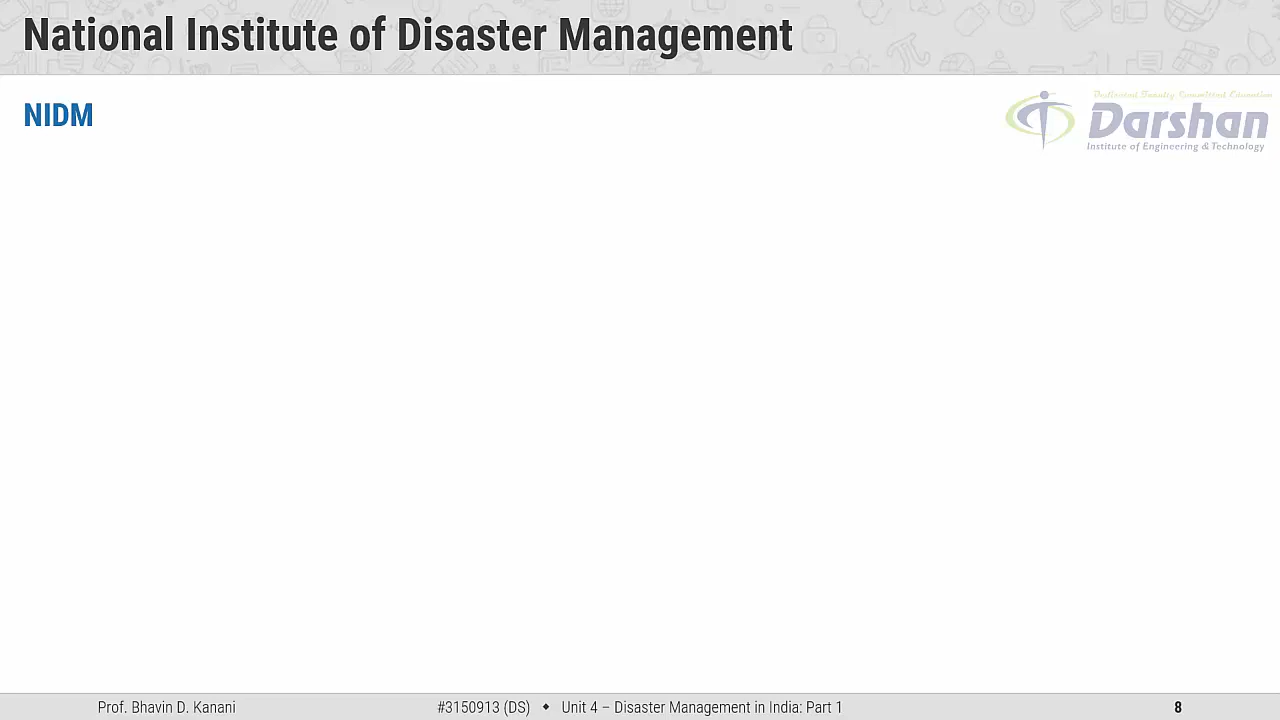 National Institute of Disaster Management
NIDM
Darshan
Institute of Engineering & Technology
Prof. Bhavin D. Kanani
#3150913 (DS) ◆ Unit 4 – Disaster Management in India: Part 1
8